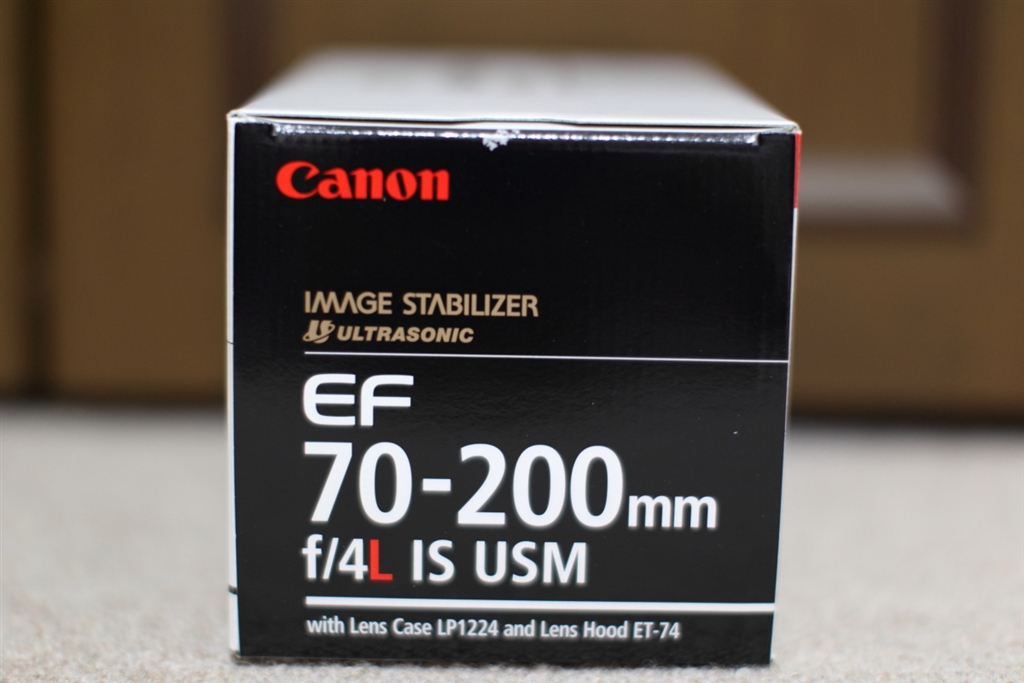 Canon
IMAGE STABILIZER
ULTRASONIC
EF
70-200mm
f/4L IS USM
with Lens Case LP1224 and Lens Hood ET-74